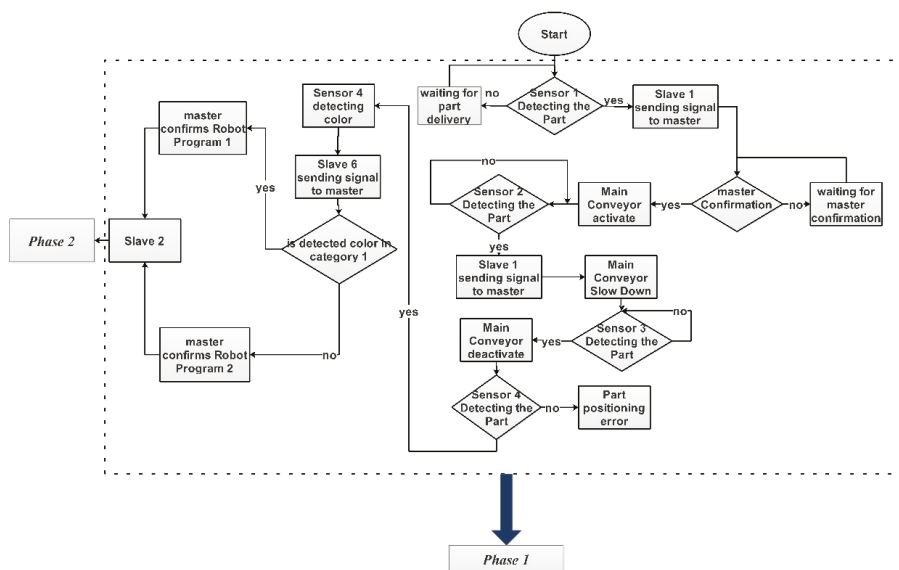 Start
Sensor 1
Detecting the
Part
no
waiting for
part
delivery
yes
Slave 1
sending signal
to master
master
Confirmation
no
waiting for
master
confirmation
yes
Main
Conveyor
activate
Sensor 2
Detecting the
Part
no
yes
Slave 1
sending signal
to master
Main
Conveyor
Slow Down
Sensor 3
Detecting the
Part
no
yes
Main
Conveyor
deactivate
Sensor 4
Detecting the
Part
no
Part
positioning
error
yes
Sensor 4
detecting
color
Slave 6
sending signal
to master
is detected color in
category 1
yes
master
confirms Robot
Program 1
no
master
confirms Robot
Program 2
Slave 2
Phase 2
Phase 1